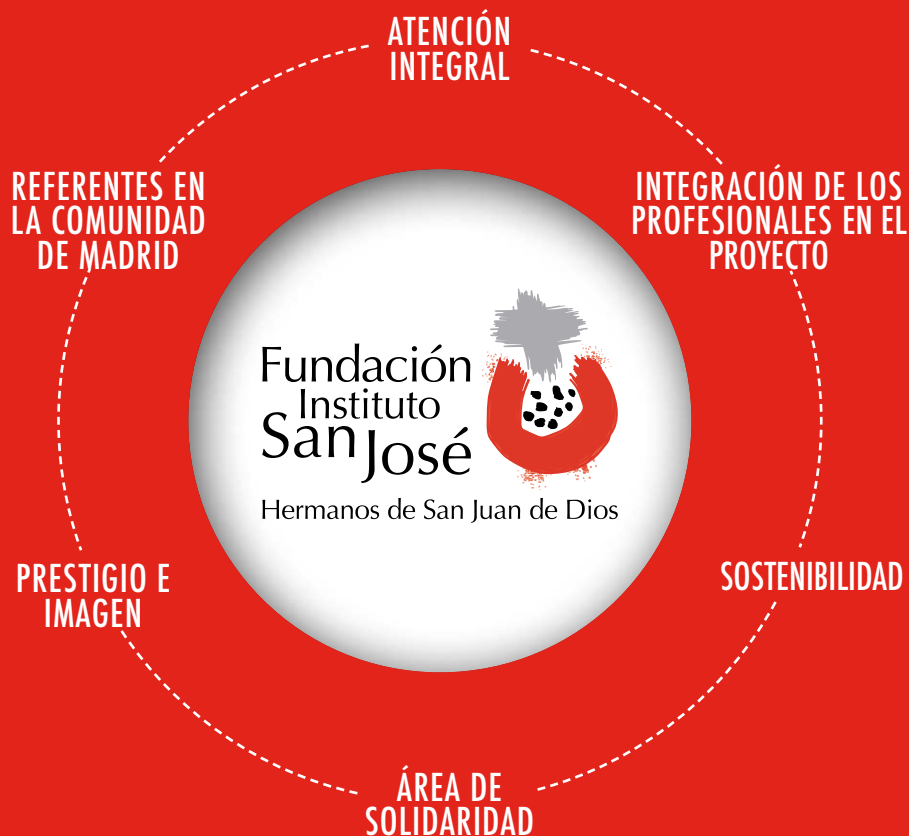 ATENCIÓN
INTEGRAL
REFERENTES EN
LA COMUNIDAD
DE MADRID
INTEGRACIÓN DE LOS
PROFESIONALES EN EL
PROYECTO
Fundación
Instituto
San José
Hermanos de San Juan de Dios
PRESTIGIO E
IMAGEN
SOSTENIBILIDAD
ÁREA DE
SOLIDARIDAD